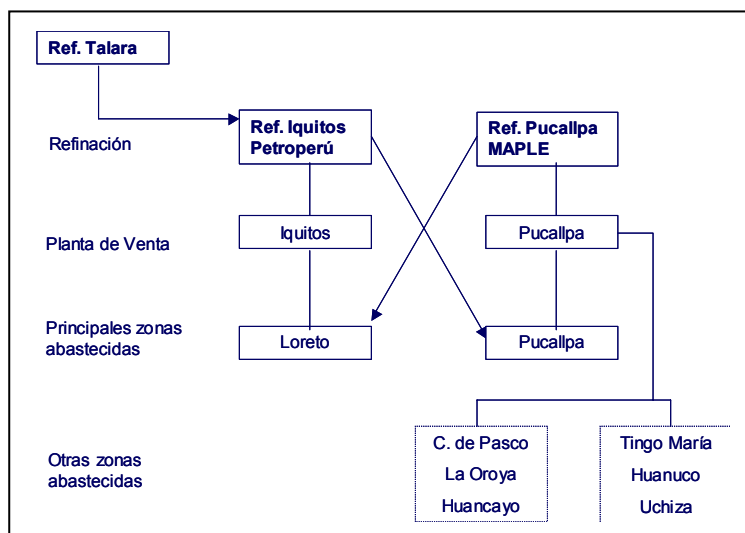 Ref. Talara
Refinación
Ref. Iquitos
Petroperú
Ref. Pucallpa
MAPLE
Planta de Venta
Iquitos
Pucallpa
Principales zonas
abastecidas
Loreto
Pucallpa
Otras zonas
abastecidas
C. de Pasco
La Oroya
Huancayo
Tingo María
Huanuco
Uchiza